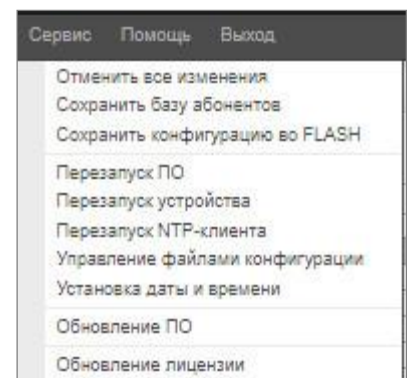 Сервис Помощь Выход
Отменить все изменения
Сохранить базу абонентов
Сохранить конфигурацию во FLASH
Перезапуск ПО
Перезапуск устройства
Перезапуск NTP-клиента
Управление файлами конфигурации
Установка даты и времени
Обновление ПО
Обновление лицензии